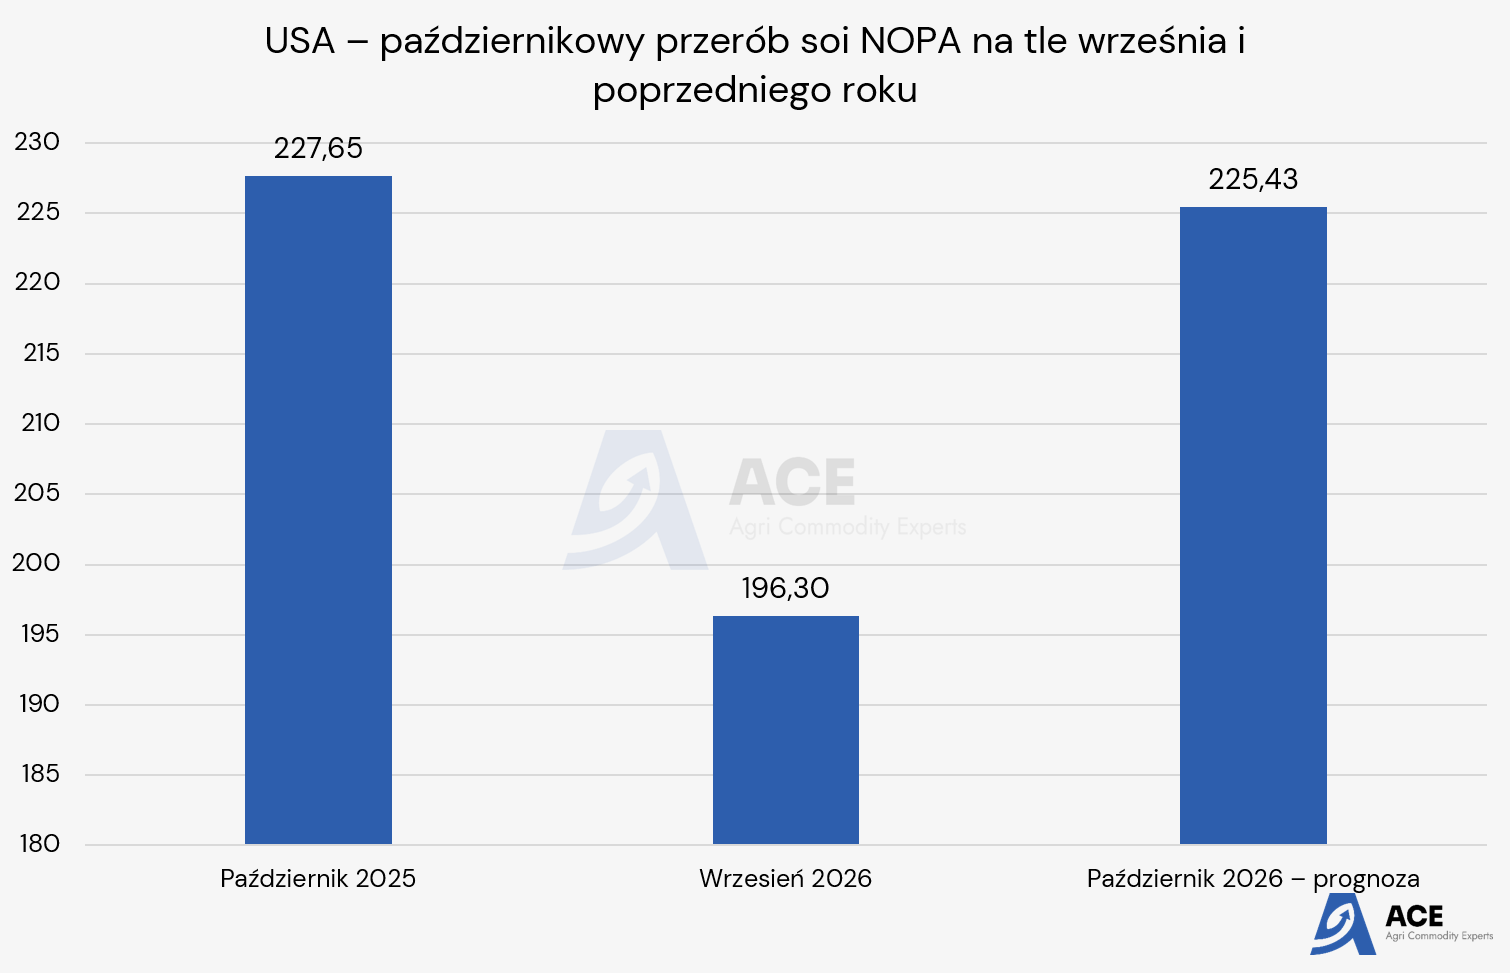 USA – październikowy przerób soi NOPA na tle września i
poprzedniego roku
230
225
220
215
210
205
200
195
190
185
180
227,65
196,30
225,43
ACE
Agri Commodity Experts
Październik 2025
Wrzesień 2026
Październik 2026 – prognoza
ACE
Agri Commodity Experts